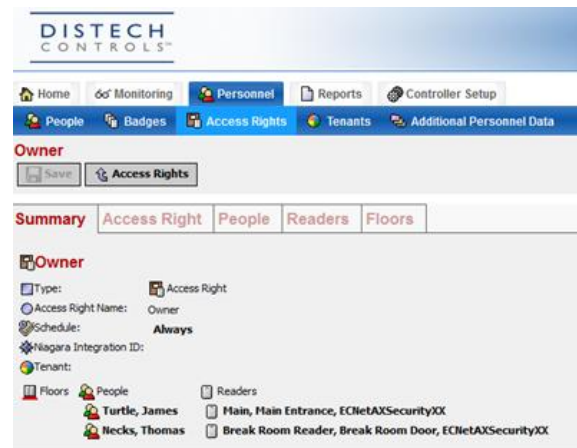 DISTECH
CONTROLS™
Home Monitoring Personnel Reports Controller Setup
People Badges Access Rights Tenants Additional Personnel Data
Owner
Save Access Rights
Summary Access Right People Readers Floors
Owner
Type: Access Right
Access Right Name: Owner
Schedule: Always
Niagara Integration ID:
Tenant:
Floors People Readers
Turtle, James Main, Main Entrance, ECNetAXSecurityXX
Necks, Thomas Break Room Reader, Break Room Door, ECNetAXSecurityXX